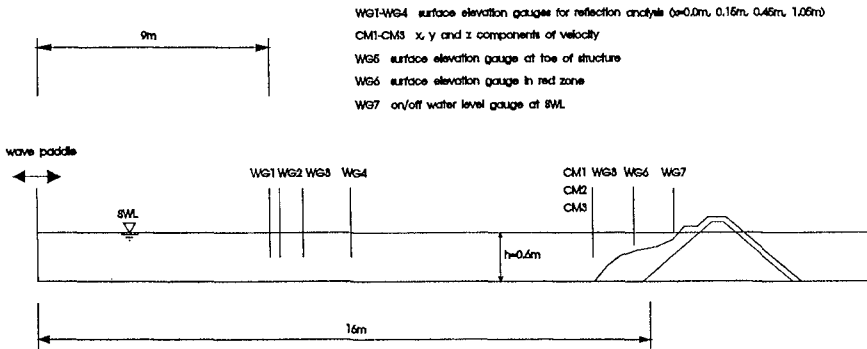 WG1-WG4 surface elevation gauges for reflection analysis (x=0.0m, 0.15m, 0.45m, 1.05m)
9m
CM1-CM3 x, y and z components of velocity
WG5 surface elevation gauge at toe of structure
WG6 surface elevation gauge in red zone
WG7 on/off water level gauge at SWL
wave paddle
WG1 WG2 WG3 WG4
CM1 WG5 WG6 WG7
CM2
CM3
SWL
h=0.6m
16m